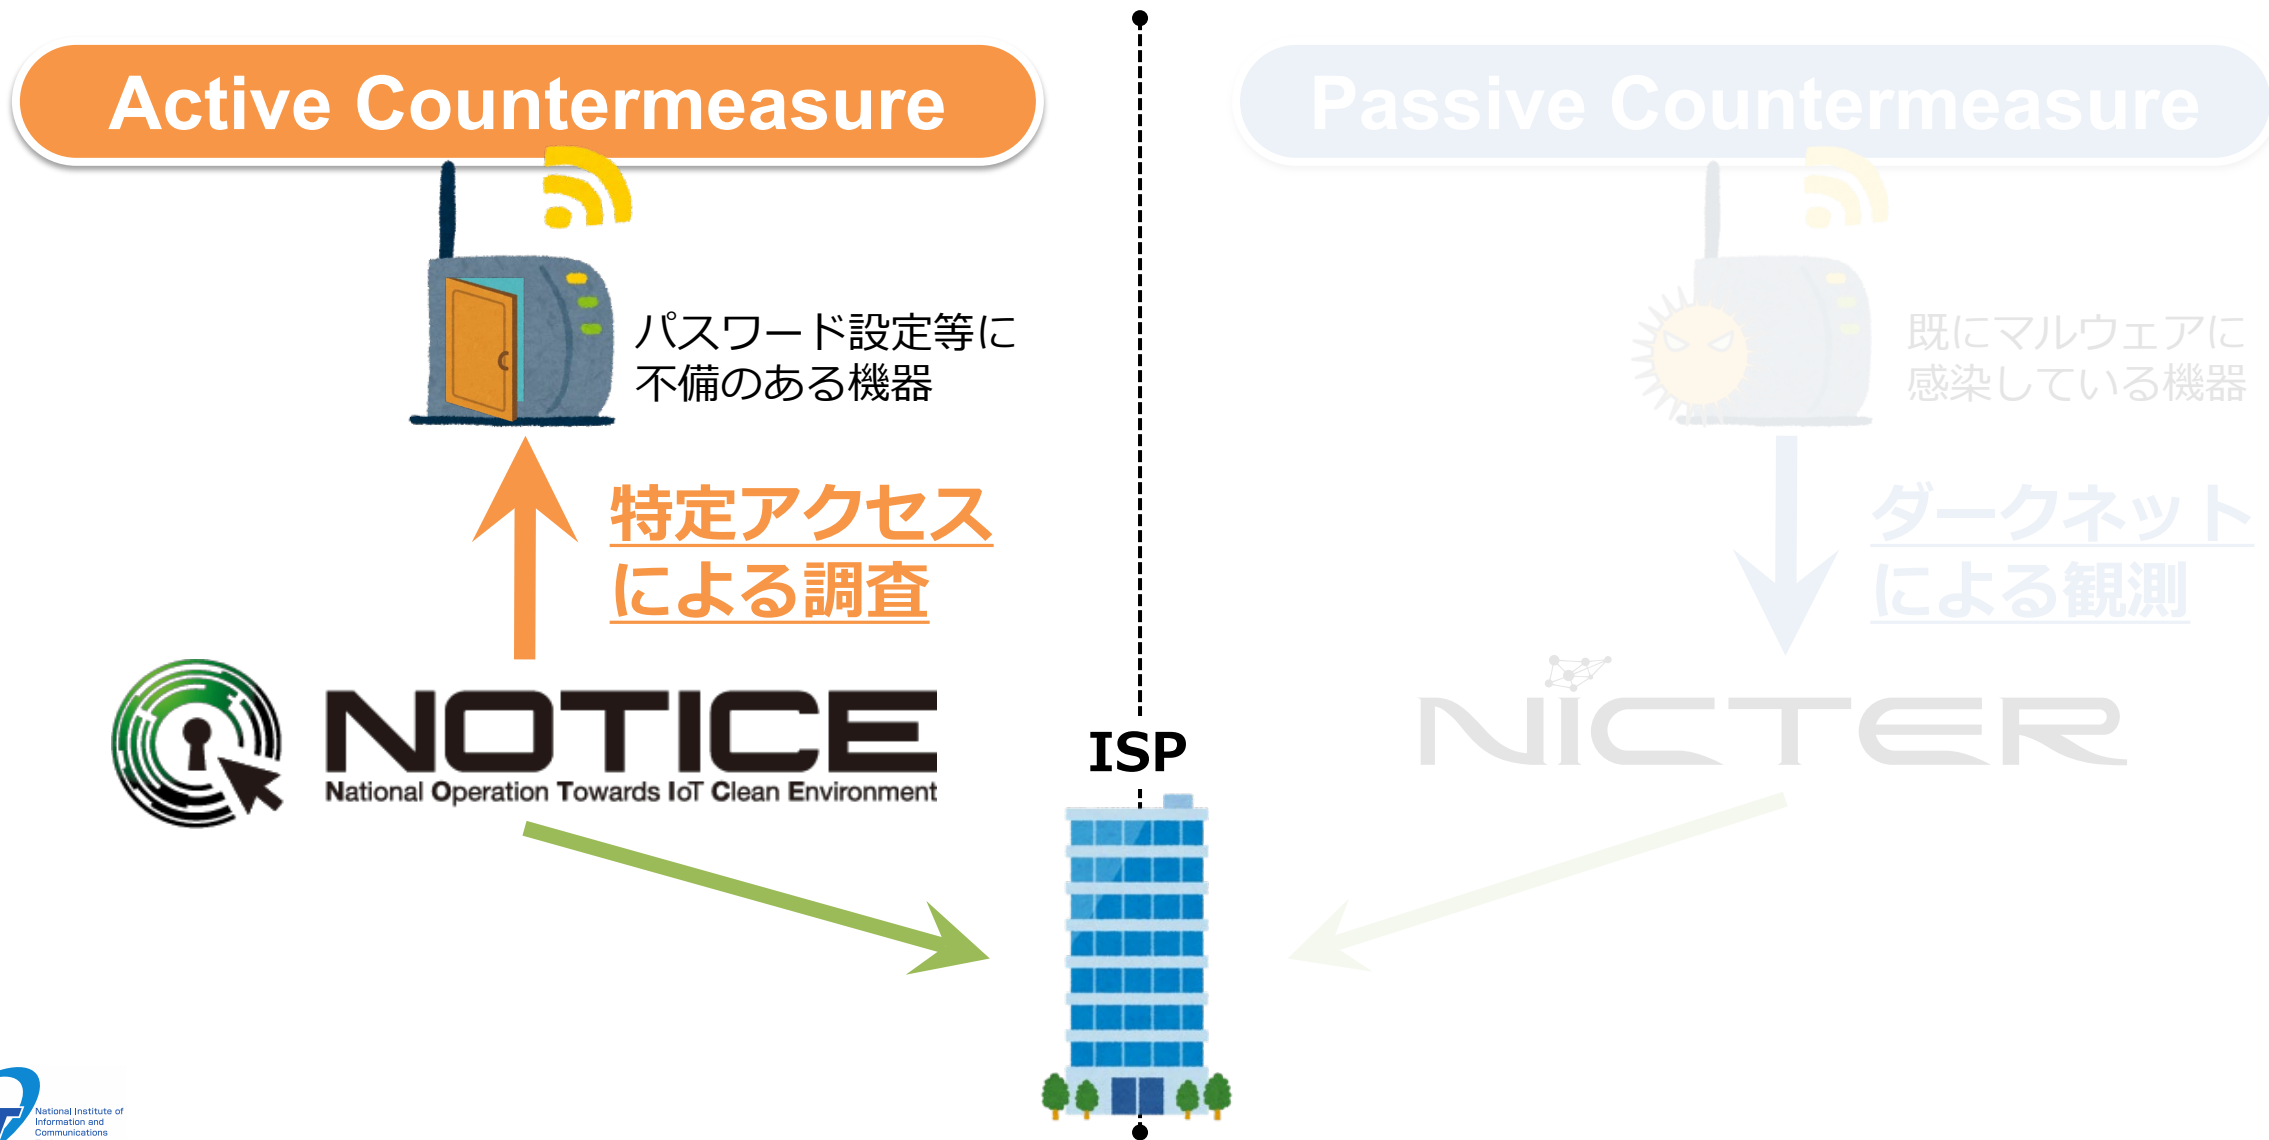 Active Countermeasure
パスワード設定等に
不備のある機器
特定アクセス
による調査
NOTICE
National Operation Towards IoT Clean Environment
ISP
Passive Countermeasure
既にマルウェアに
感染している機器
ダークネット
による観測
NICTER
National Institute of
Information and
Communications